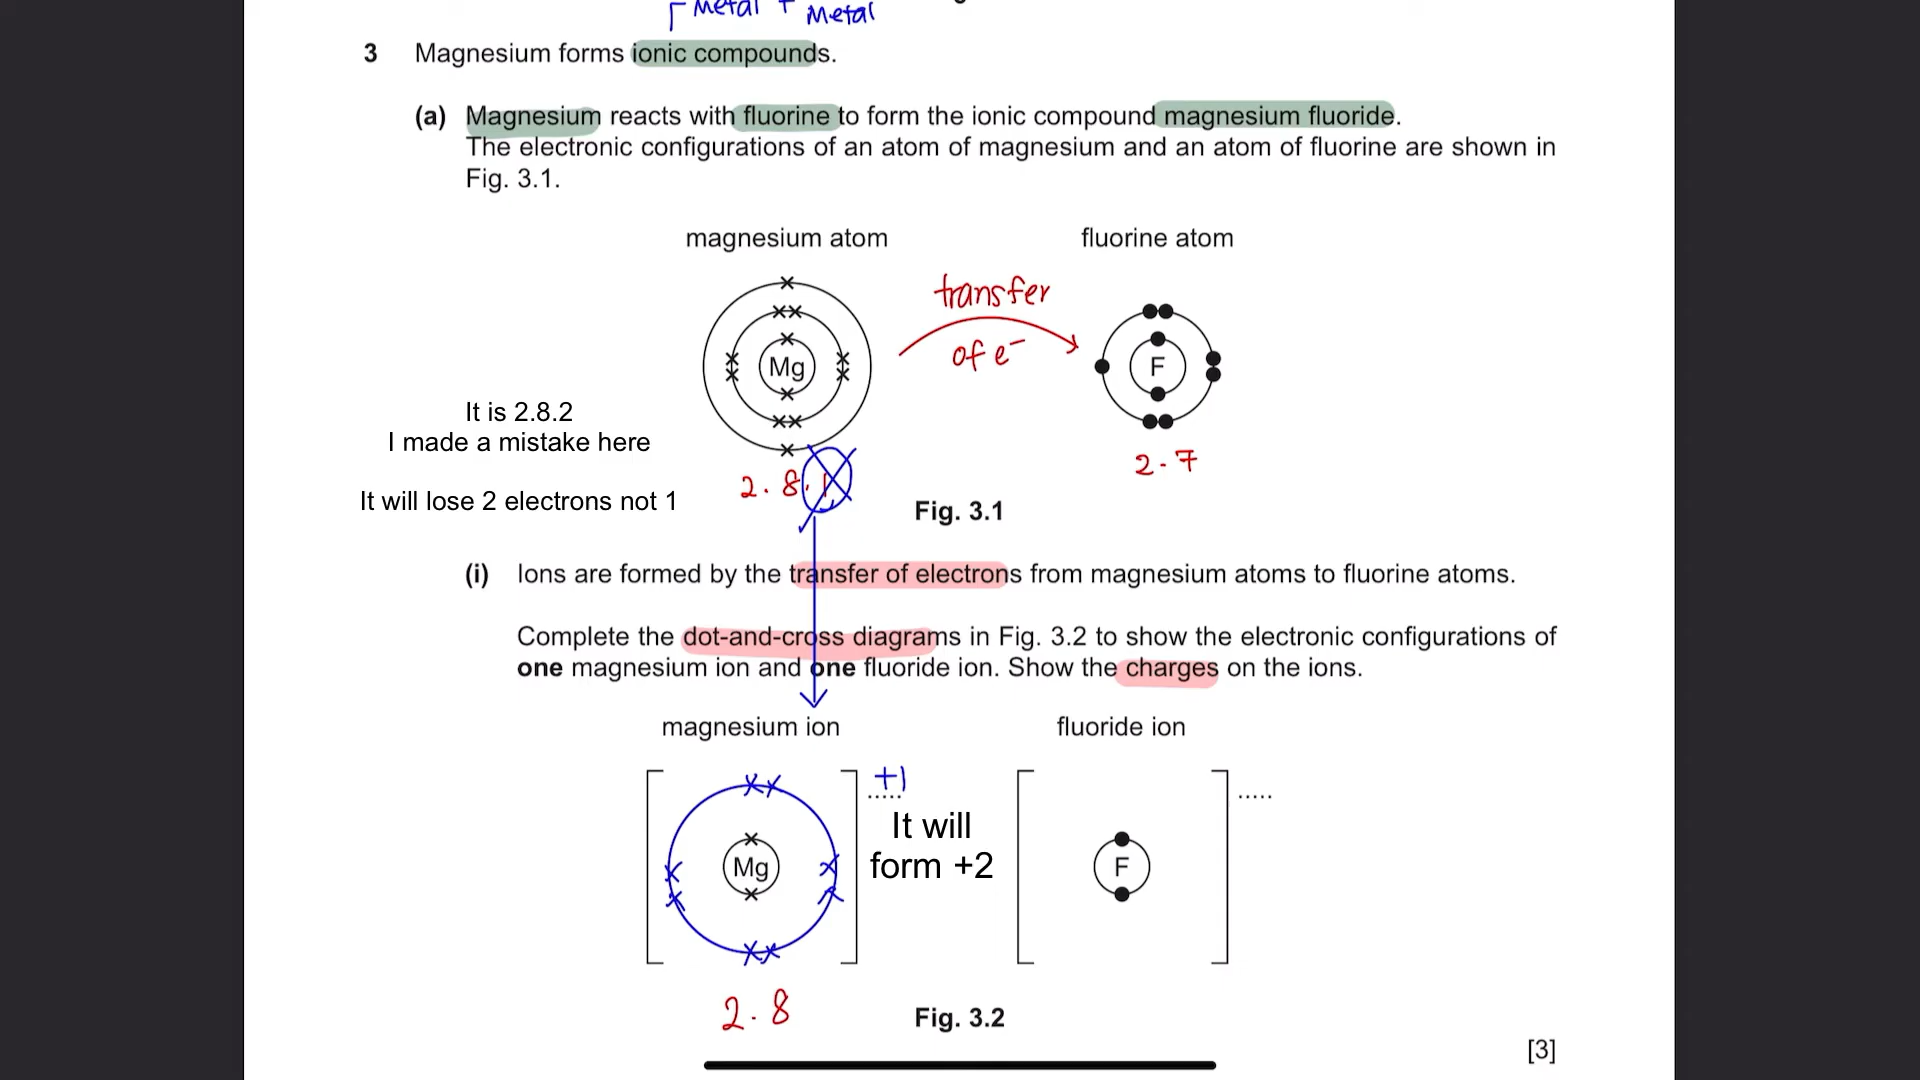 Metal + Metal
3 Magnesium forms ionic compounds.
(a) Magnesium reacts with fluorine to form the ionic compound magnesium fluoride.
The electronic configurations of an atom of magnesium and an atom of fluorine are shown in
Fig. 3.1.
magnesium atom
fluorine atom
transfer
of e⁻
Mg
F
It is 2.8.2
I made a mistake here
It will lose 2 electrons not 1
2.8.1
2.7
Fig. 3.1
(i) Ions are formed by the transfer of electrons from magnesium atoms to fluorine atoms.
Complete the dot-and-cross diagrams in Fig. 3.2 to show the electronic configurations of
one magnesium ion and one fluoride ion. Show the charges on the ions.
magnesium ion
fluoride ion
+1
.....
.....
It will
form +2
Mg
F
2.8
Fig. 3.2
[3]